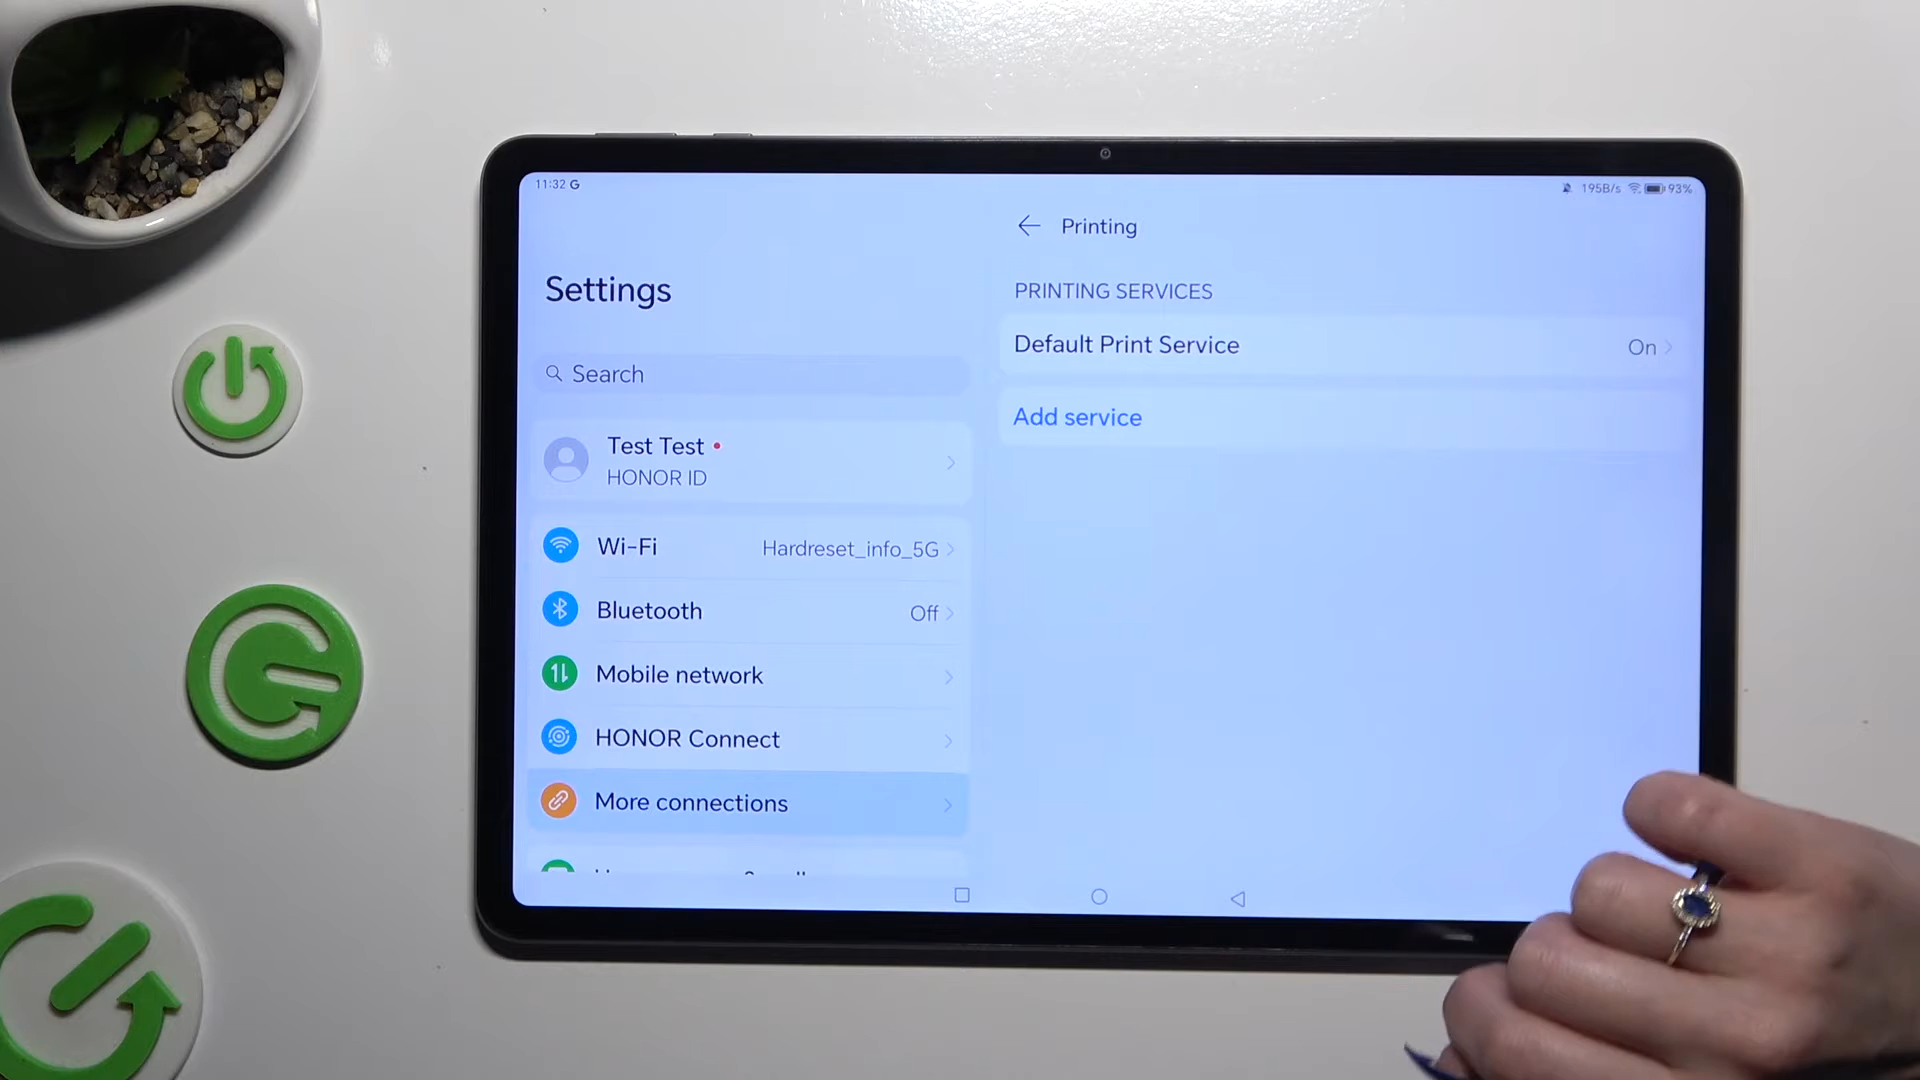 11:32 G
195B/s 93%
Printing
Settings
PRINTING SERVICES
Default Print Service
On
Search
Add service
Test Test
HONOR ID
Wi-Fi
Hardreset_info_5G
Bluetooth
Off
Mobile network
HONOR Connect
More connections